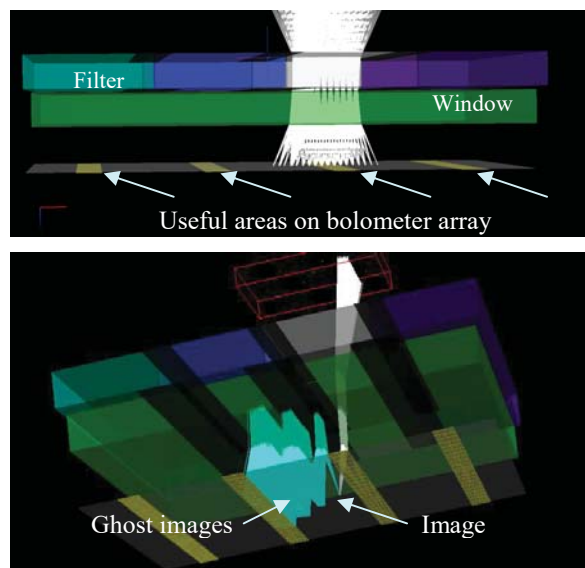 Filter
Window
Useful areas on bolometer array
Ghost images
Image